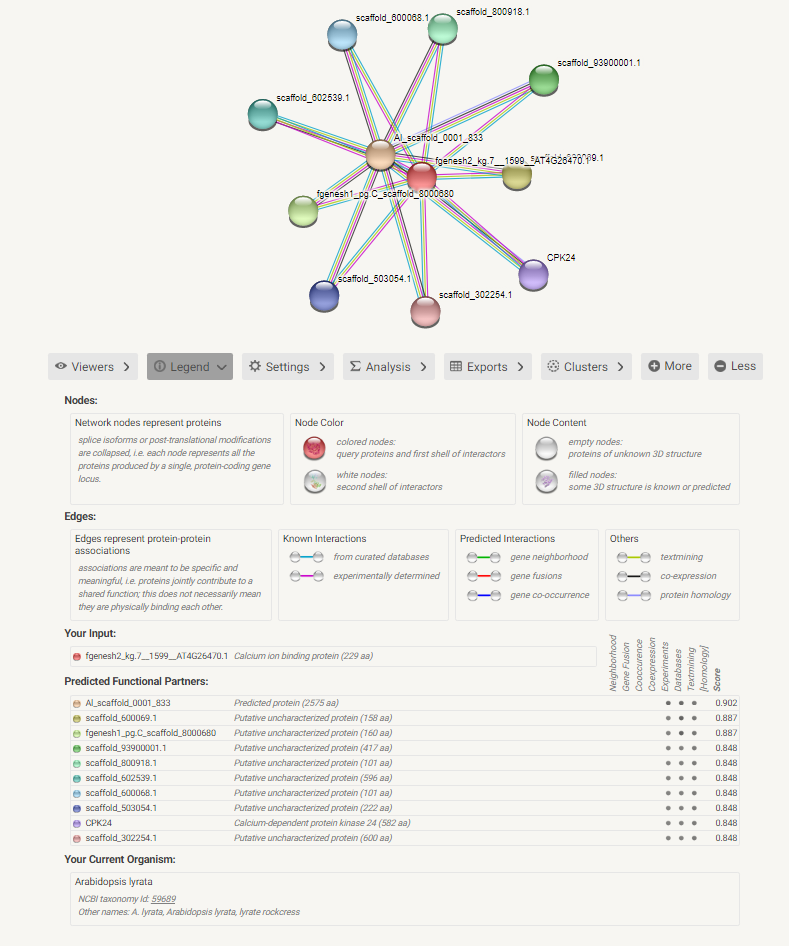 scaffold_600068.1
scaffold_800918.1
scaffold_93900001.1
scaffold_602539.1
Al_scaffold_0001_833
fgenesh2_kg.7__1599__AT4G26470.1
fgenesh1_pg.C_scaffold_8000680
CPK24
scaffold_503054.1
scaffold_302254.1
Viewers
Legend
Settings
Analysis
Exports
Clusters
More
Less
Nodes:
Network nodes represent proteins
splice isoforms or post-translational modifications
are collapsed, i.e. each node represents all the
proteins produced by a single, protein-coding gene
locus.
Node Color
colored nodes:
query proteins and first shell of interactors
white nodes:
second shell of interactors
Node Content
empty nodes:
proteins of unknown 3D structure
filled nodes:
some 3D structure is known or predicted
Edges:
Edges represent protein-protein
associations
associations are meant to be specific and
meaningful, i.e. proteins jointly contribute to a
shared function; this does not necessarily mean
they are physically binding each other.
Known Interactions
from curated databases
experimentally determined
Predicted Interactions
gene neighborhood
gene fusions
gene co-occurrence
Others
textmining
co-expression
protein homology
Your Input:
fgenesh2_kg.7__1599__AT4G26470.1 Calcium ion binding protein (229 aa)
Neighborhood
Gene Fusion
Cooccurence
Coexpression
Experiments
Databases
Textmining
[Homology]
Score
Predicted Functional Partners:
Al_scaffold_0001_833 Predicted protein (2575 aa) 0.902
scaffold_600069.1 Putative uncharacterized protein (158 aa) 0.887
fgenesh1_pg.C_scaffold_8000680 Putative uncharacterized protein (160 aa) 0.887
scaffold_93900001.1 Putative uncharacterized protein (417 aa) 0.848
scaffold_800918.1 Putative uncharacterized protein (101 aa) 0.848
scaffold_602539.1 Putative uncharacterized protein (596 aa) 0.848
scaffold_600068.1 Putative uncharacterized protein (101 aa) 0.848
scaffold_503054.1 Putative uncharacterized protein (222 aa) 0.848
CPK24 Calcium-dependent protein kinase 24 (582 aa) 0.848
scaffold_302254.1 Putative uncharacterized protein (600 aa) 0.848
Your Current Organism:
Arabidopsis lyrata
NCBI taxonomy Id: 59689
Other names: A. lyrata, Arabidopsis lyrata, lyrate rockcress